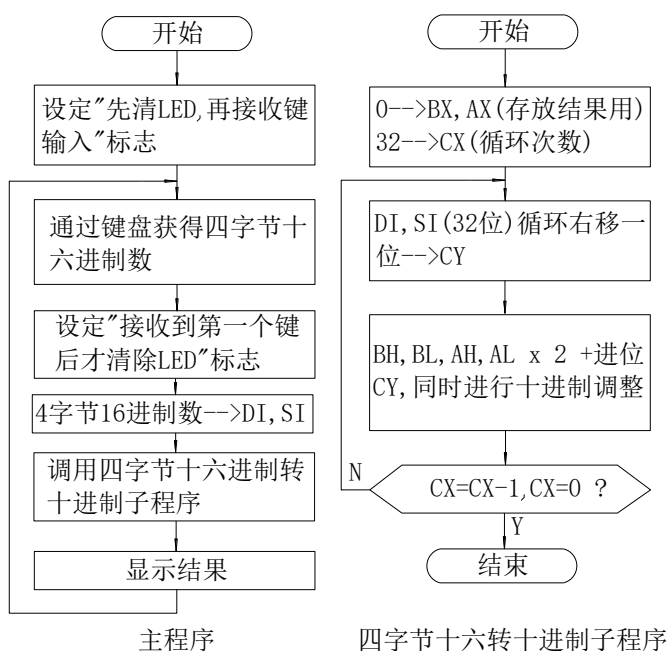 开始
设定"先清LED,再接收键
输入"标志
通过键盘获得四字节十
六进制数
设定"接收到第一个键
后才清除LED"标志
4字节16进制数-->DI,SI
调用四字节十六进制转
十进制子程序
显示结果
主程序
开始
0-->BX,AX(存放结果用)
32-->CX(循环次数)
DI,SI(32位)循环右移一
位-->CY
BH,BL,AH,AL x 2 +进位
CY,同时进行十进制调整
N
CX=CX-1,CX=0 ?
Y
结束
四字节十六转十进制子程序